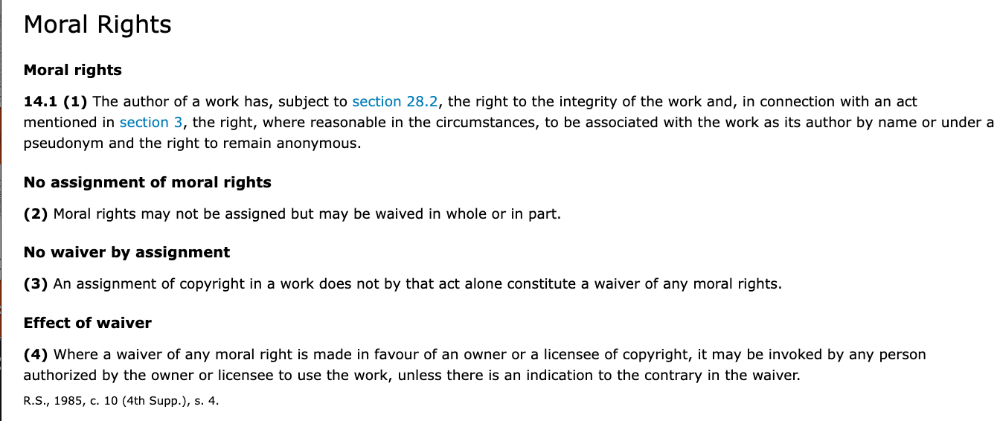 Moral Rights
Moral rights
14.1 (1) The author of a work has, subject to section 28.2, the right to the integrity of the work and, in connection with an act
mentioned in section 3, the right, where reasonable in the circumstances, to be associated with the work as its author by name or under a
pseudonym and the right to remain anonymous.
No assignment of moral rights
(2) Moral rights may not be assigned but may be waived in whole or in part.
No waiver by assignment
(3) An assignment of copyright in a work does not by that act alone constitute a waiver of any moral rights.
Effect of waiver
(4) Where a waiver of any moral right is made in favour of an owner or a licensee of copyright, it may be invoked by any person
authorized by the owner or licensee to use the work, unless there is an indication to the contrary in the waiver.
R.S., 1985, c. 10 (4th Supp.), s. 4.